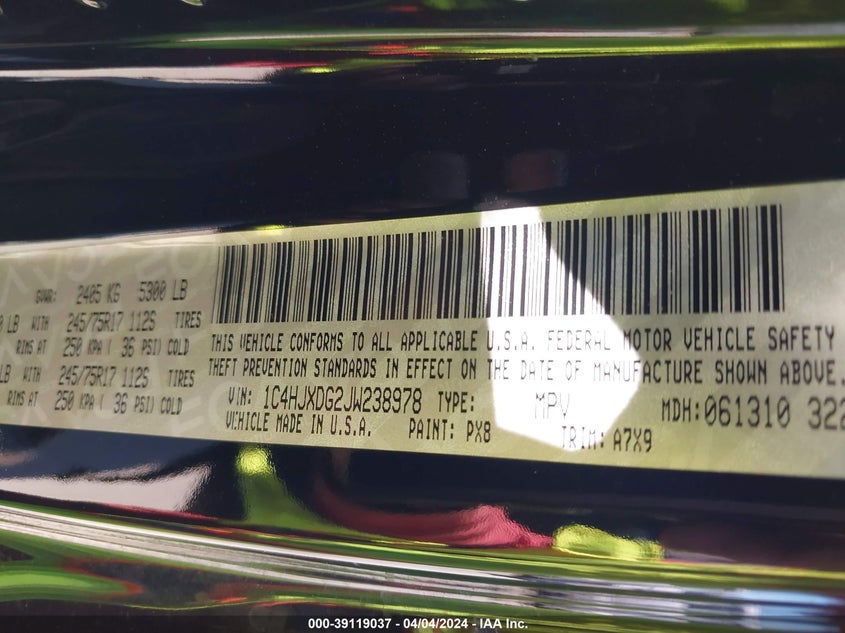 GVWR: 2405 KG 5300 LB
LB WITH 245/75R17 112S TIRES
RIMS AT 250 KPA ( 36 PSI) COLD
LB WITH 245/75R17 112S TIRES
RIMS AT 250 KPA ( 36 PSI) COLD
THIS VEHICLE CONFORMS TO ALL APPLICABLE U.S.A. FEDERAL MOTOR VEHICLE SAFETY
THEFT PREVENTION STANDARDS IN EFFECT ON THE DATE OF MANUFACTURE SHOWN ABOVE.
VIN: 1C4HJXDG2JW238978 TYPE: MPV MDH:061310 322
VEHICLE MADE IN U.S.A. PAINT: PX8 TRIM: A7X9
000-39119037 - 04/04/2024 - IAA Inc.